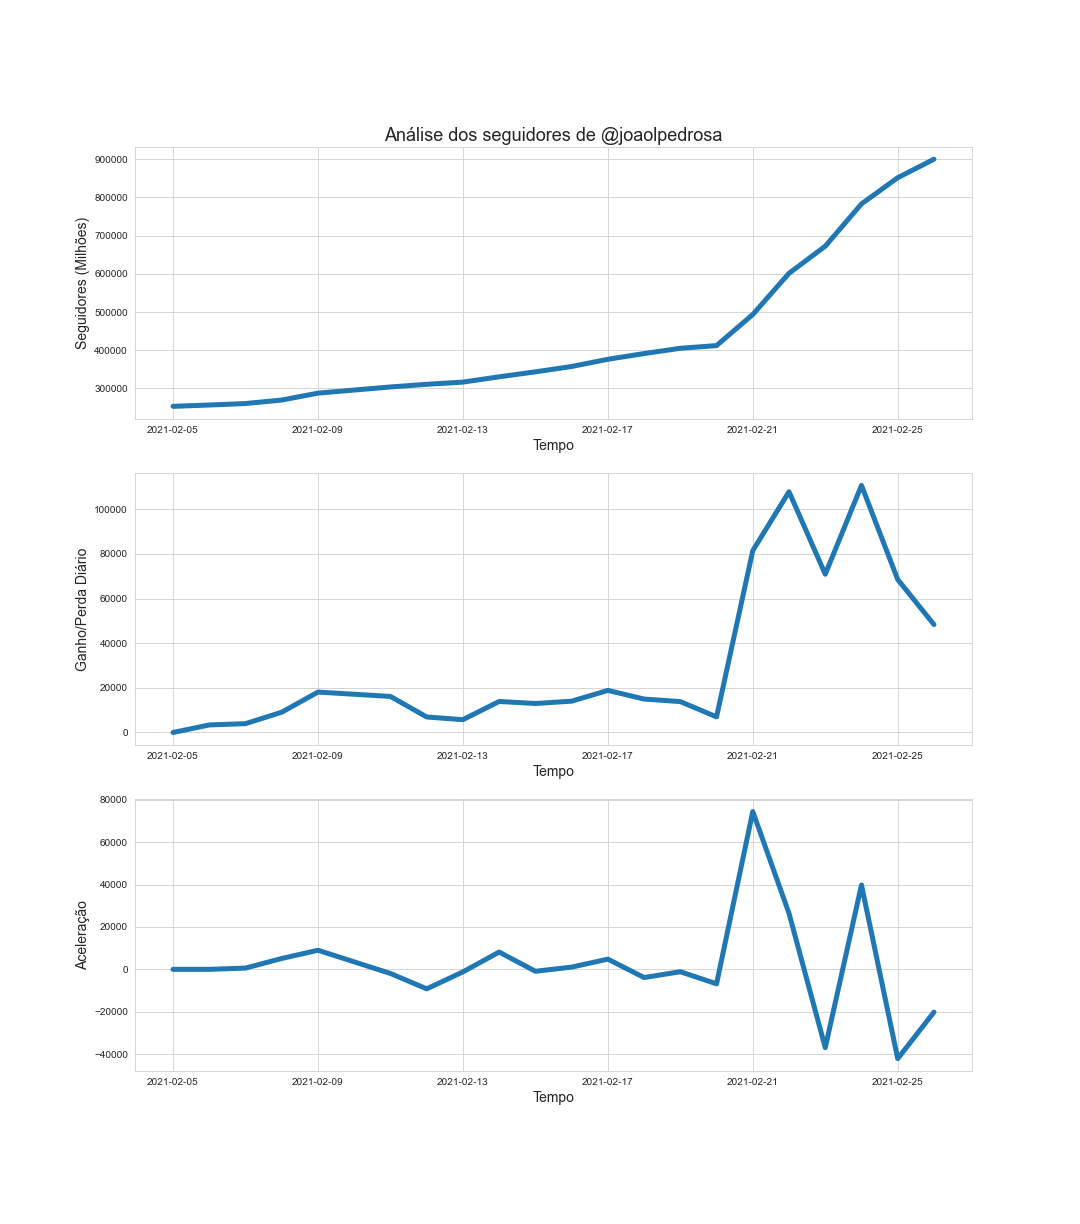 Análise dos seguidores de @joaolpedrosa
Seguidores (Milhões)
900000
800000
700000
600000
500000
400000
300000
2021-02-05 2021-02-09 2021-02-13 2021-02-17 2021-02-21 2021-02-25
Tempo
Ganho/Perda Diário
100000
80000
60000
40000
20000
0
2021-02-05 2021-02-09 2021-02-13 2021-02-17 2021-02-21 2021-02-25
Tempo
Aceleração
80000
60000
40000
20000
0
−20000
−40000
2021-02-05 2021-02-09 2021-02-13 2021-02-17 2021-02-21 2021-02-25
Tempo